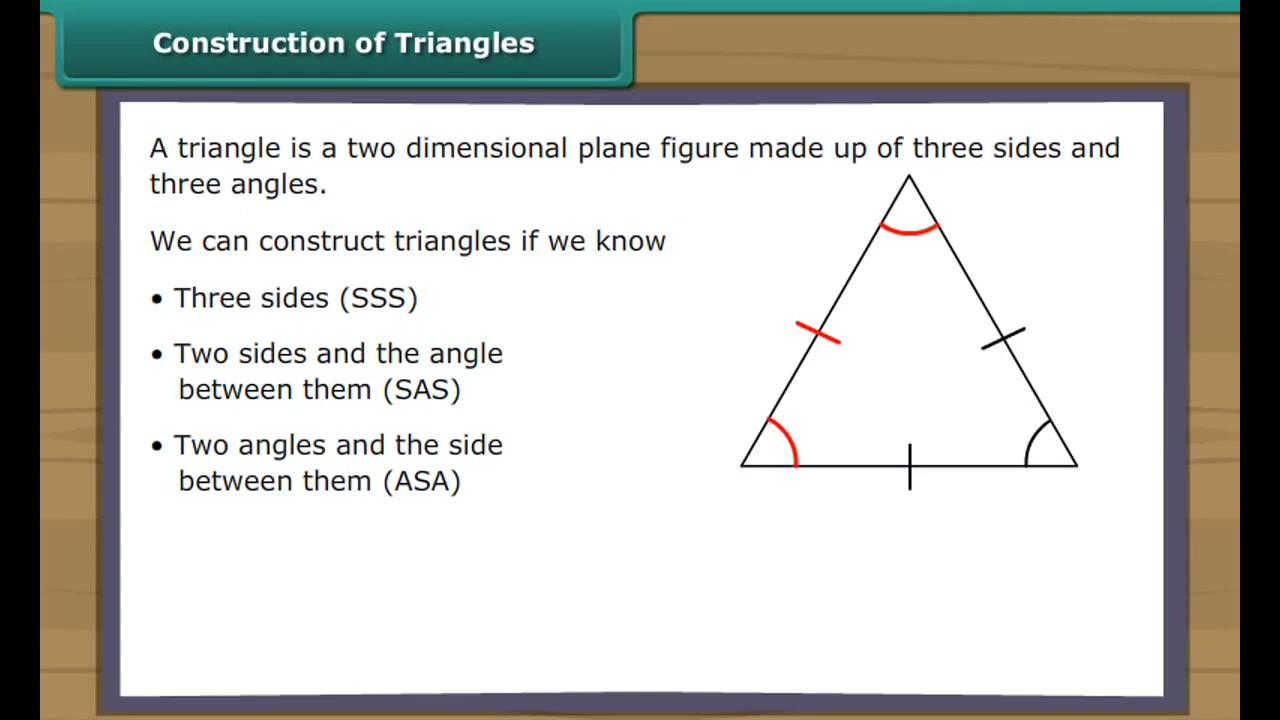 Construction of Triangles
A triangle is a two dimensional plane figure made up of three sides and
three angles.
We can construct triangles if we know
• Three sides (SSS)
• Two sides and the angle
between them (SAS)
• Two angles and the side
between them (ASA)